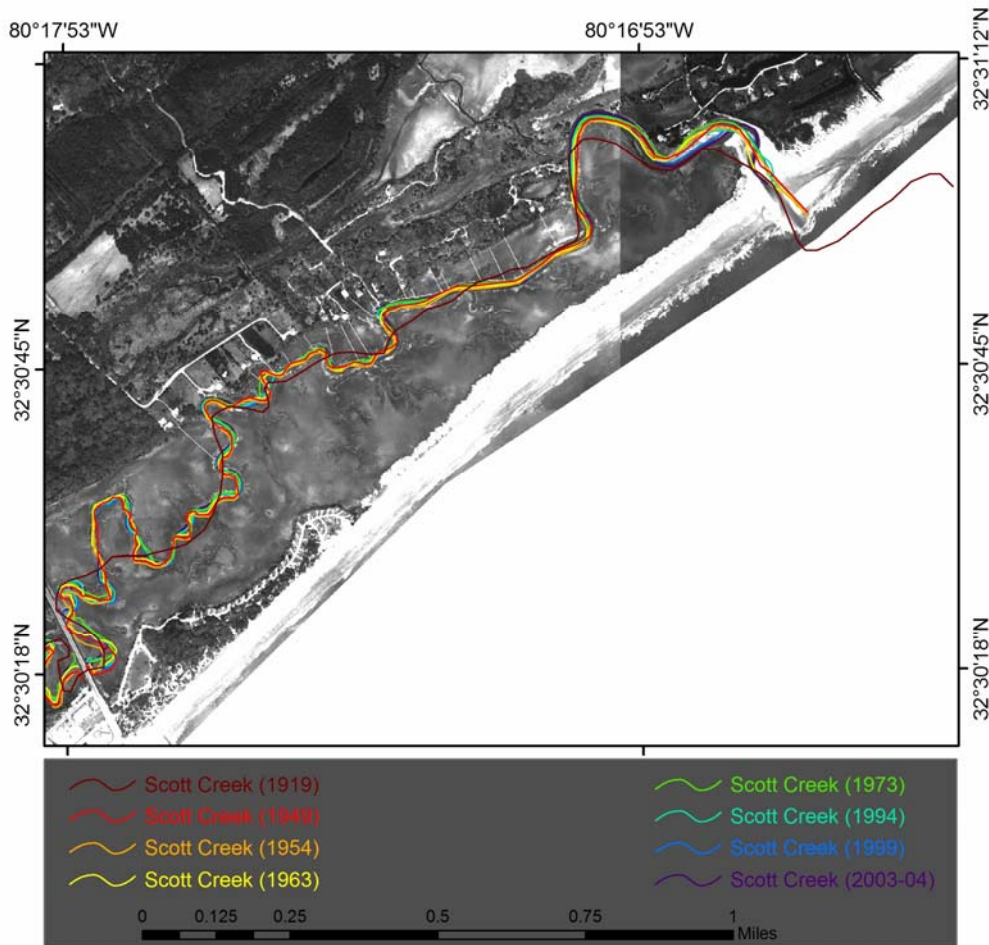 80°17'53"W 80°16'53"W
32°31'12"N
32°30'45"N 32°30'45"N
32°30'18"N 32°30'18"N
Scott Creek (1919)
Scott Creek (1949)
Scott Creek (1954)
Scott Creek (1963)
Scott Creek (1973)
Scott Creek (1994)
Scott Creek (1999)
Scott Creek (2003-04)
0 0.125 0.25 0.5 0.75 1
Miles